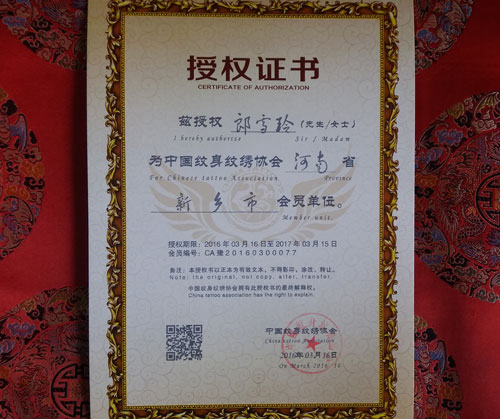 授权证书
CERTIFICATE OF AUTHORIZATION
兹授权 郎雪玲 (先生/女士)
I hereby authorize Sir / Madam
为中国纹身纹绣协会 河南 省
For Chinese tattoo Association Province
新乡市 会员单位。
Member unit.
授权期限：2016年03月16日至2017年03月15日
会员编号：CA豫20160300077
备注：本授权书以正本为有效文本，不得影印、涂改、转让。
Note: the original, not copy, alter, transfer.
中国纹身纹绣协会拥有此授权书的最终解释权。
China tattoo association has the right to explain.
中国纹身纹绣协会
China tattoo Association
2016年03月16日
On March 2016 16